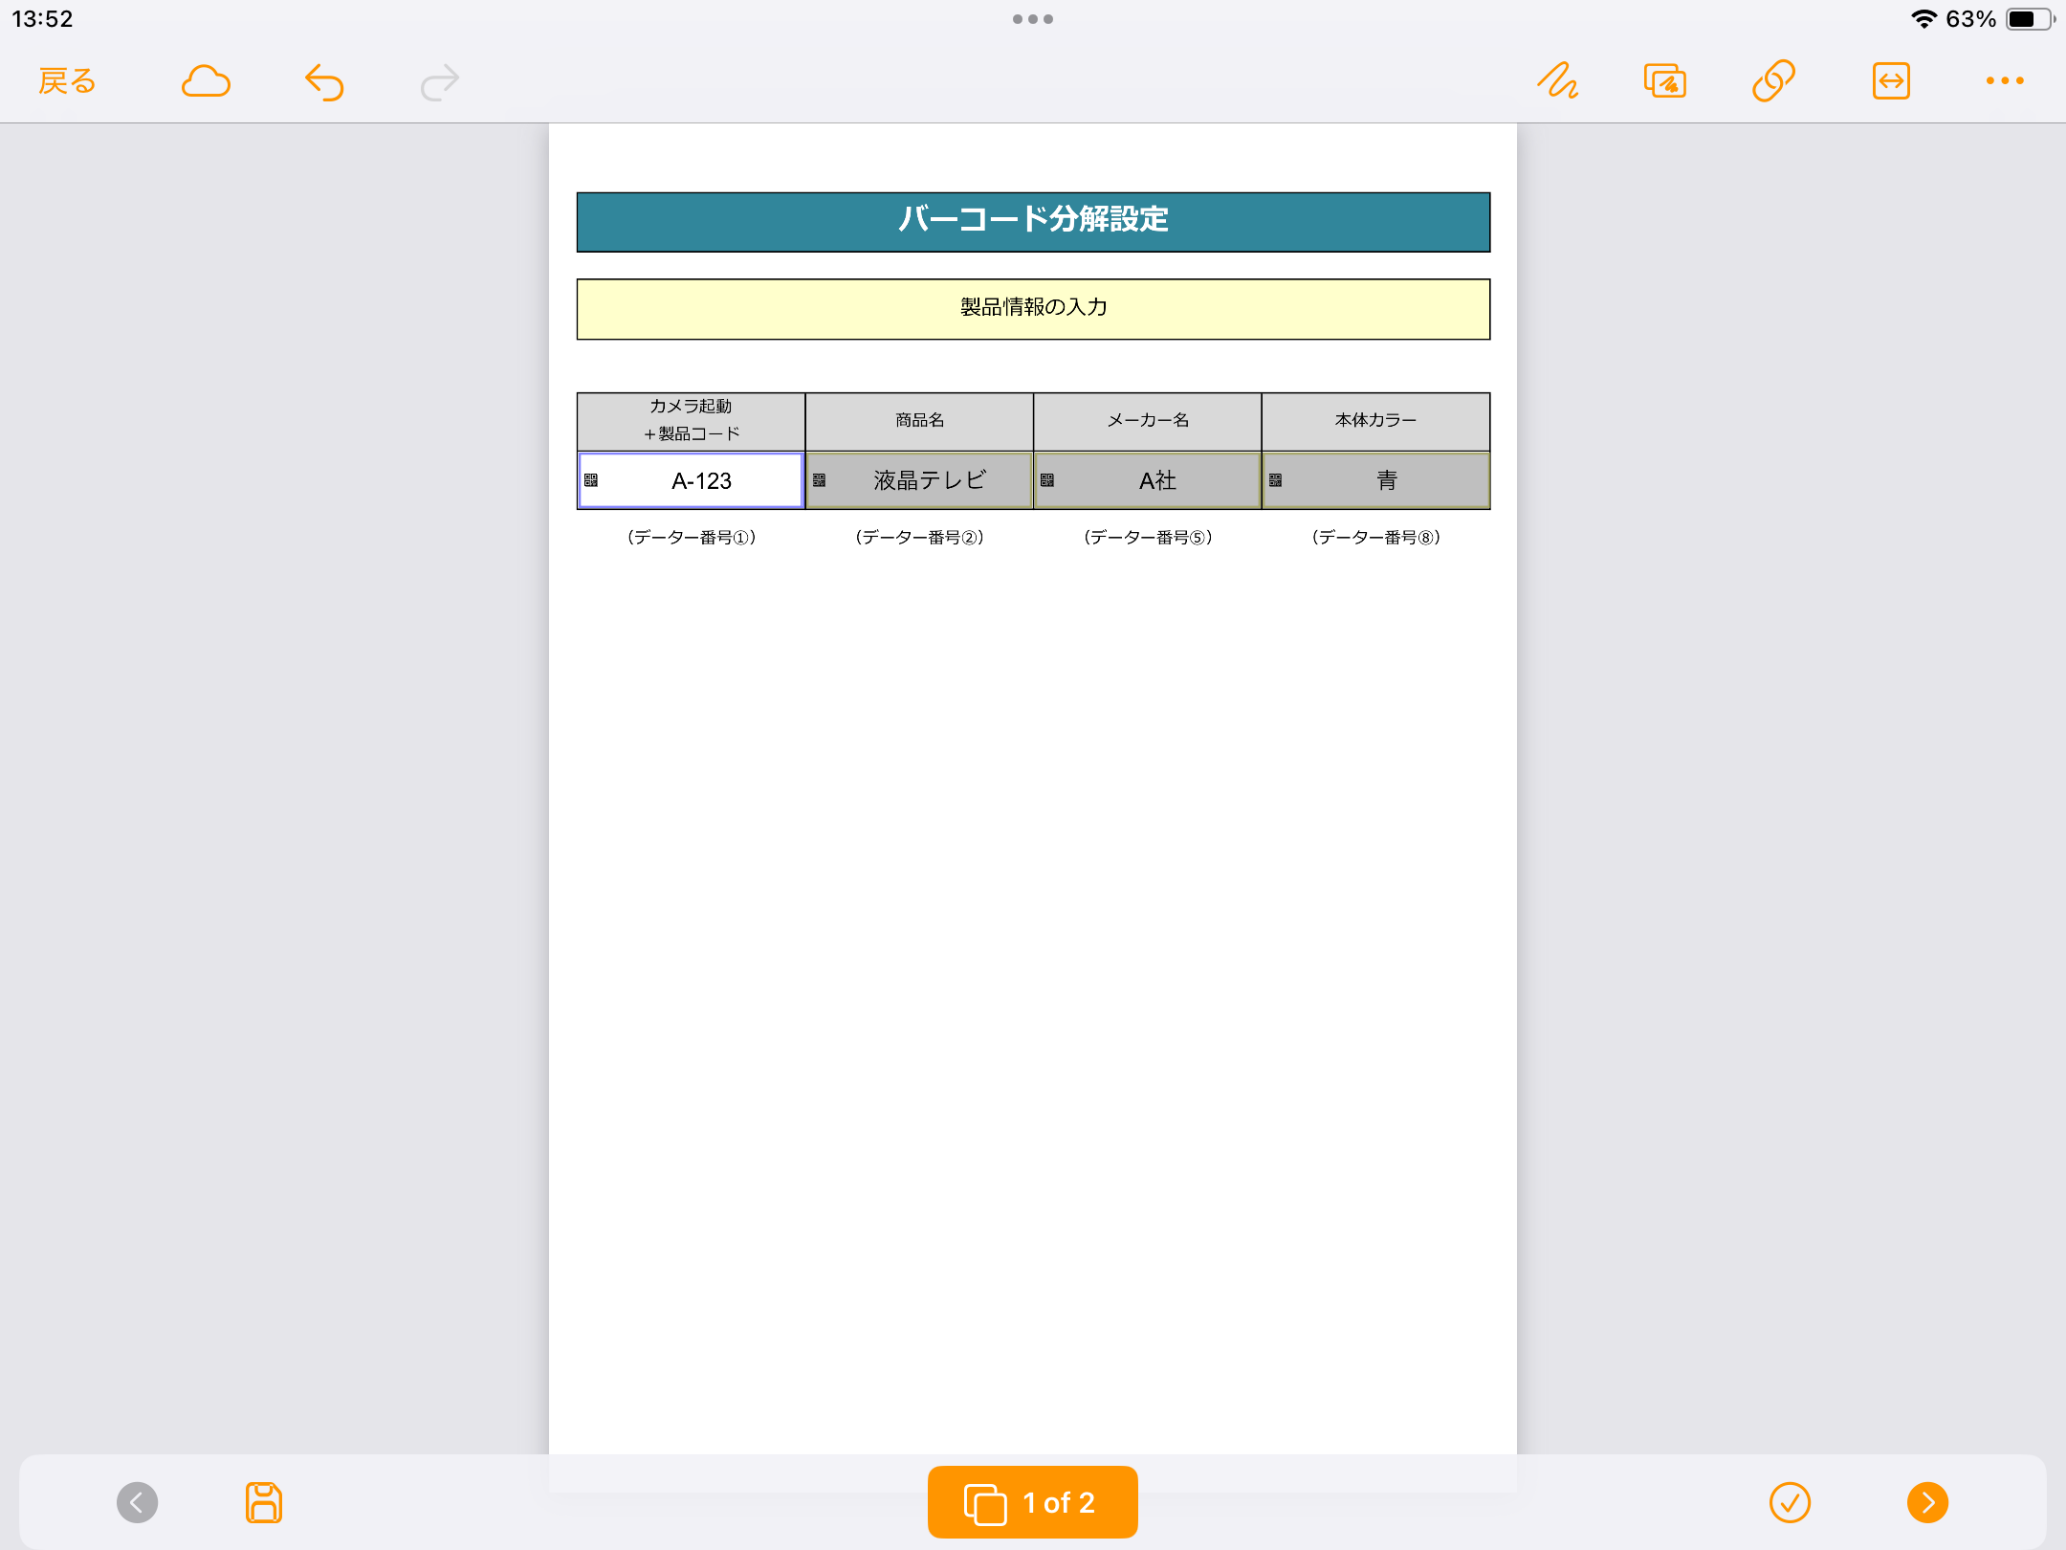 13:52
63%
戻る
バーコード分解設定
製品情報の入力
カメラ起動
＋製品コード
商品名
メーカー名
本体カラー
A-123
液晶テレビ
A社
青
（データー番号①）
（データー番号②）
（データー番号⑤）
（データー番号⑧）
1 of 2